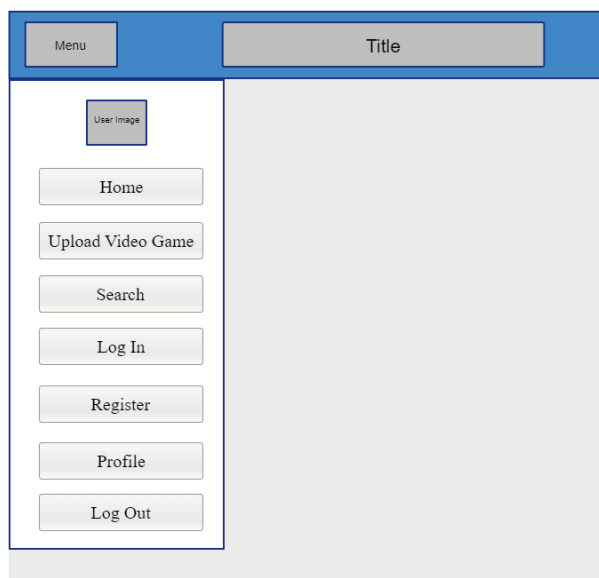 Menu
Title
User Image
Home
Upload Video Game
Search
Log In
Register
Profile
Log Out